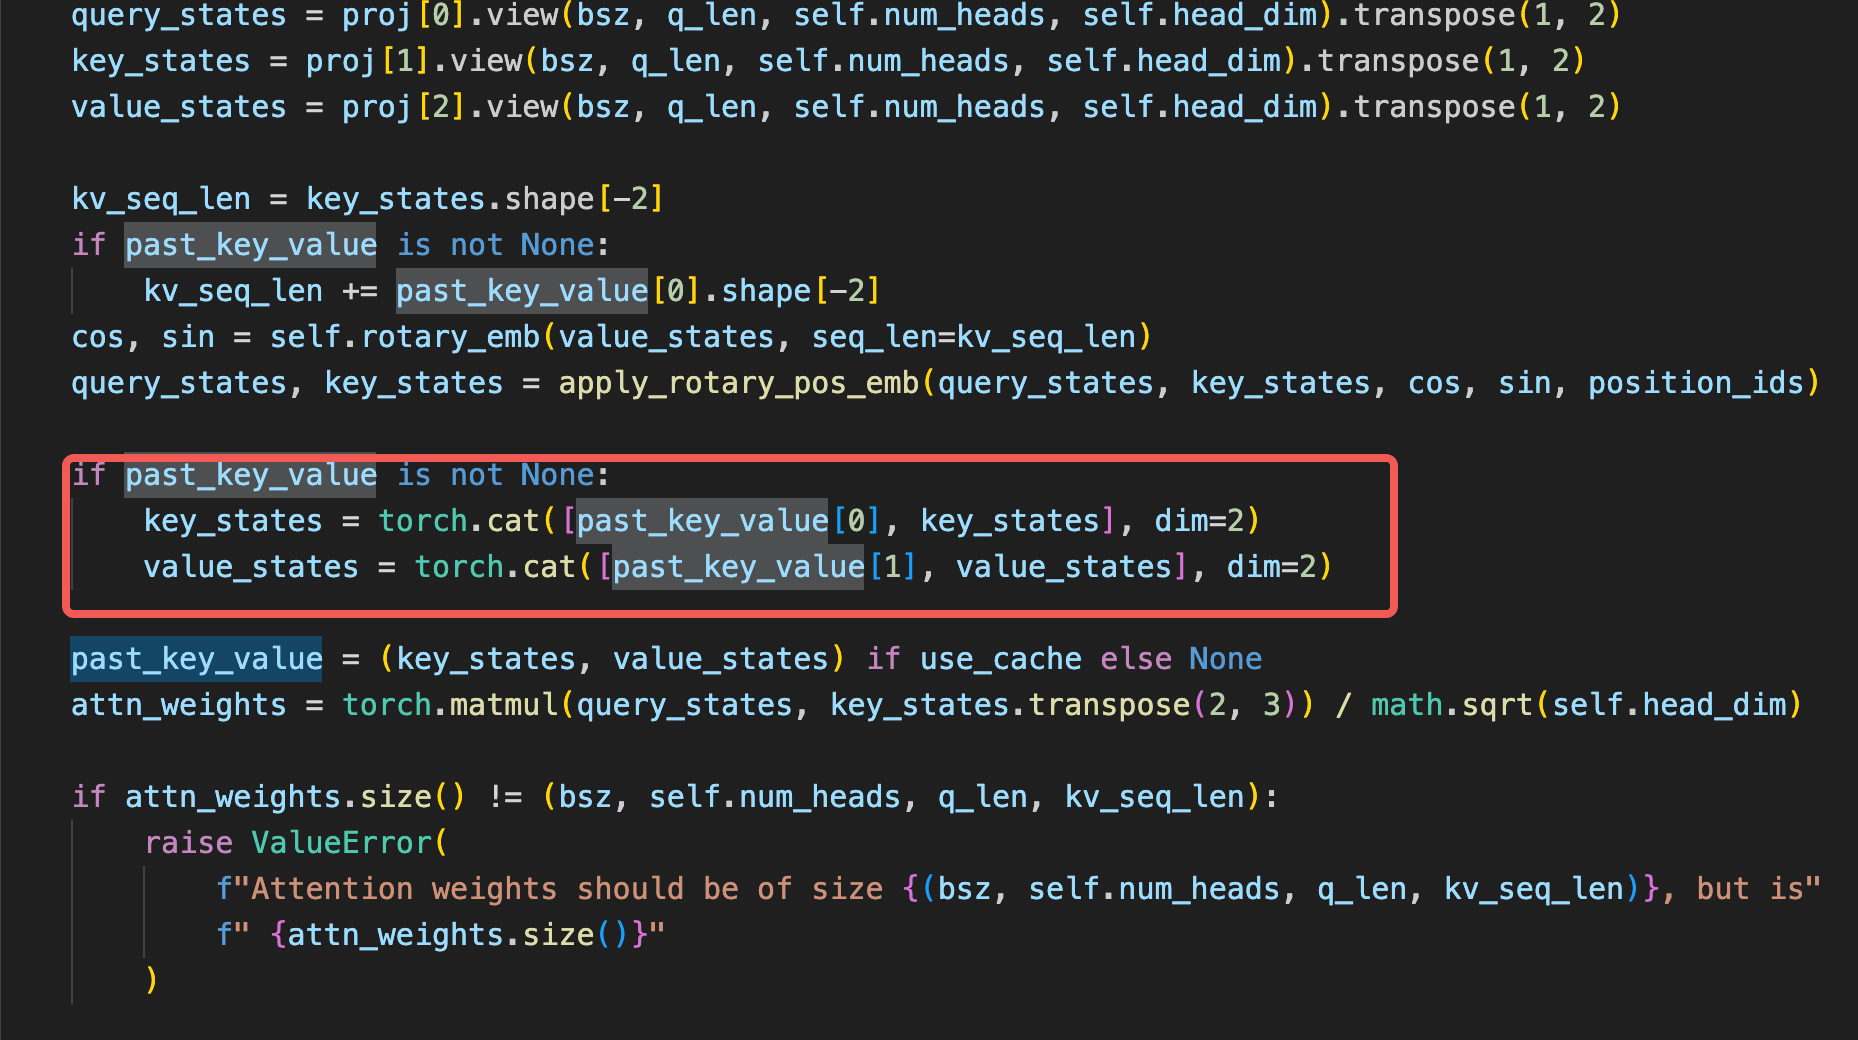 query_states = proj[0].view(bsz, q_len, self.num_heads, self.head_dim).transpose(1, 2)
key_states = proj[1].view(bsz, q_len, self.num_heads, self.head_dim).transpose(1, 2)
value_states = proj[2].view(bsz, q_len, self.num_heads, self.head_dim).transpose(1, 2)
kv_seq_len = key_states.shape[-2]
if past_key_value is not None:
    kv_seq_len += past_key_value[0].shape[-2]
cos, sin = self.rotary_emb(value_states, seq_len=kv_seq_len)
query_states, key_states = apply_rotary_pos_emb(query_states, key_states, cos, sin, position_ids)
if past_key_value is not None:
    key_states = torch.cat([past_key_value[0], key_states], dim=2)
    value_states = torch.cat([past_key_value[1], value_states], dim=2)
past_key_value = (key_states, value_states) if use_cache else None
attn_weights = torch.matmul(query_states, key_states.transpose(2, 3)) / math.sqrt(self.head_dim)
if attn_weights.size() != (bsz, self.num_heads, q_len, kv_seq_len):
    raise ValueError(
        f"Attention weights should be of size {(bsz, self.num_heads, q_len, kv_seq_len)}, but is"
        f" {attn_weights.size()}"
    )